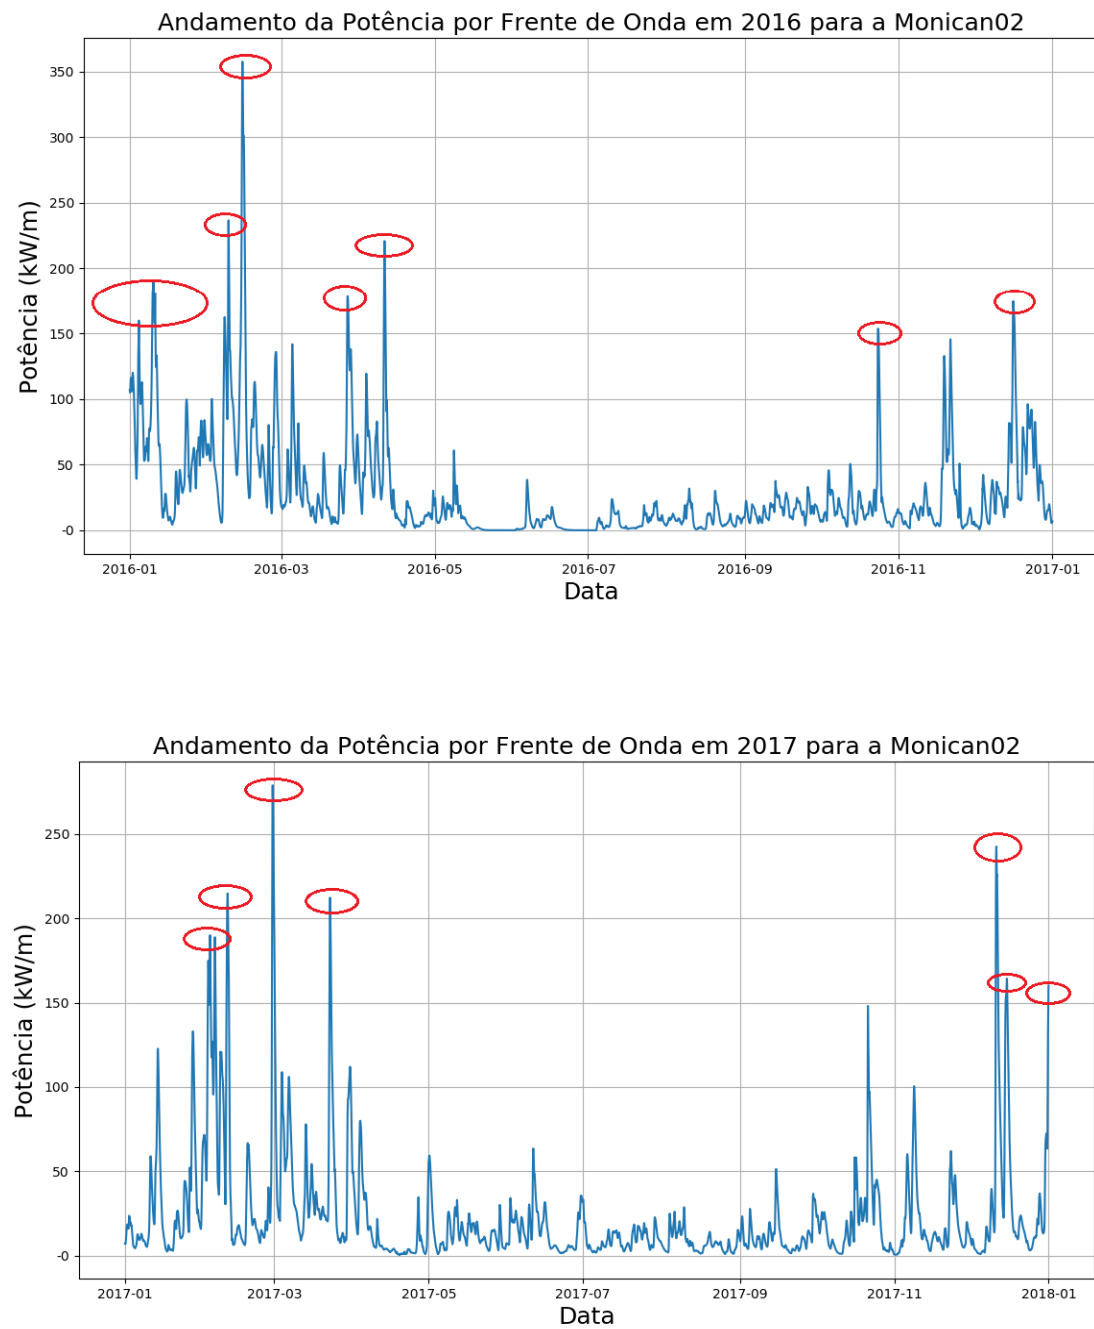 Andamento da Potência por Frente de Onda em 2016 para a Monican02
350
300
250
200
150
100
50
-0
Potência (kW/m)
2016-01 2016-03 2016-05 2016-07 2016-09 2016-11 2017-01
Data
Andamento da Potência por Frente de Onda em 2017 para a Monican02
250
200
150
100
50
-0
Potência (kW/m)
2017-01 2017-03 2017-05 2017-07 2017-09 2017-11 2018-01
Data